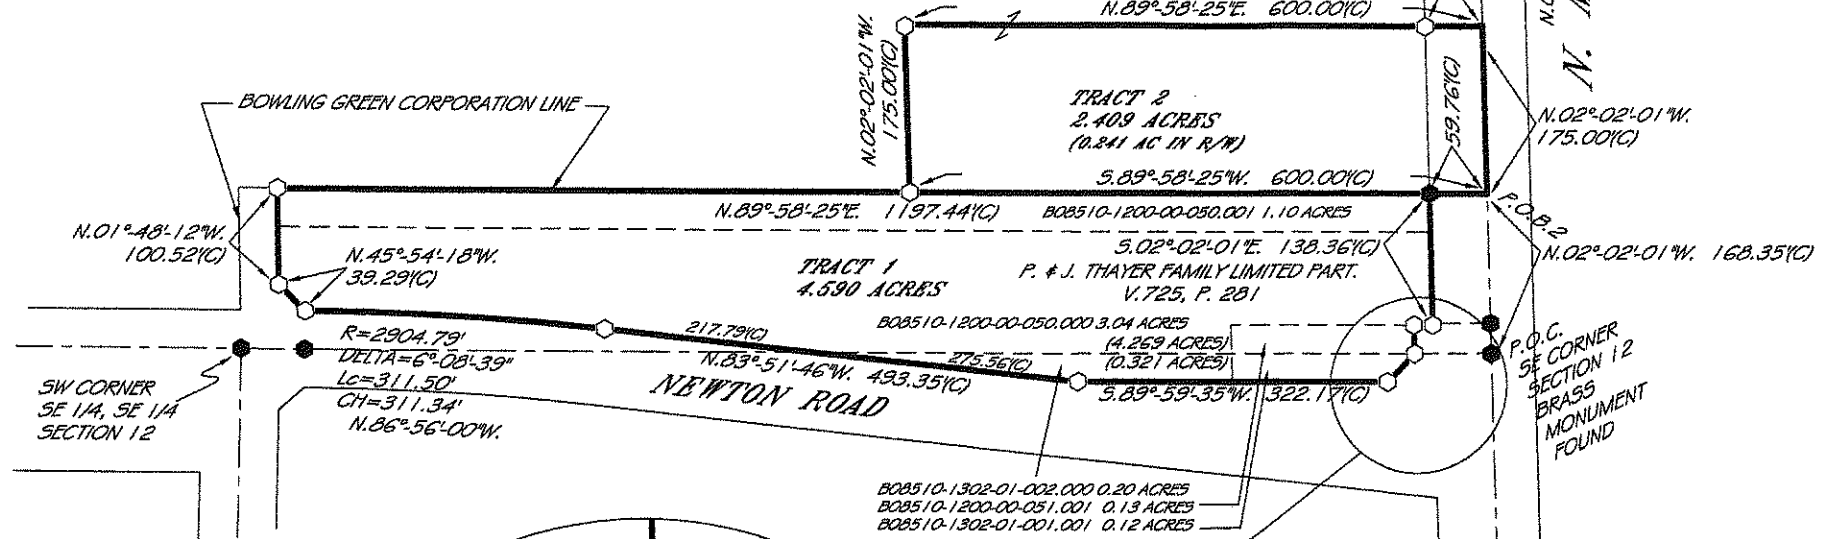 N.89°-58'-25"E. 600.00'(C)
N.02°-02'-01"W.
175.00'(C)
N.
BOWLING GREEN CORPORATION LINE
TRACT 2
2.409 ACRES
(0.241 AC IN R/W)
59.76'(C)
N.02°-02'-01"W.
175.00'(C)
S.89°-58'-25"W. 600.00'(C)
N.89°-58'-25"E. 1197.44'(C)
B08510-1200-00-050.001 1.10 ACRES
P.O.B.2
N.01°-48'-12"W.
100.52'(C)
N.45°-54'-18"W.
39.29'(C)
S.02°-02'-01"E. 138.36'(C)
N.02°-02'-01"W. 168.35'(C)
TRACT 1
4.590 ACRES
P. & J. THAYER FAMILY LIMITED PART.
V.725, P. 281
R=2904.79'
DELTA=6°-08'-39"
Lc=311.50'
CH=311.34'
N.86°-56'-00"W.
217.79'(C)
B08510-1200-00-050.000 3.04 ACRES
(4.269 ACRES)
(0.321 ACRES)
N.83°-51'-46"W. 493.35'(C)
275.56'(C)
P.O.C.
SE CORNER
SECTION 12
BRASS
MONUMENT
FOUND
SW CORNER
SE 1/4, SE 1/4
SECTION 12
NEWTON ROAD
S.89°-59'-35"W. 322.17'(C)
B08510-1302-01-002.000 0.20 ACRES
B08510-1200-00-051.001 0.13 ACRES
B08510-1302-01-001.001 0.12 ACRES